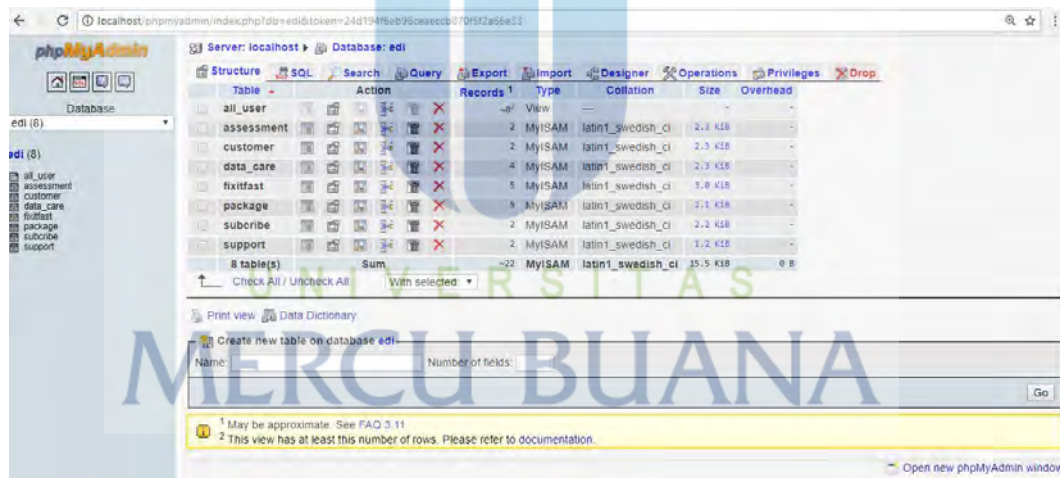 localhost/phpmyadmin/index.php?db=edi&token=24d194f6eb96ceaeccb870f5f2a66e33
phpMyAdmin
Database
edi (8)
edi (8)
all_user
assessment
customer
data_care
fixitfast
package
subcribe
support
Server: localhost Database: edi
Structure SQL Search Query Export Import Designer Operations Privileges Drop
Table Action Records 1 Type Collation Size Overhead
all_user ~0 2 View --- - -
assessment 2 MyISAM latin1_swedish_ci 2.3 KiB -
customer 2 MyISAM latin1_swedish_ci 2.3 KiB -
data_care 4 MyISAM latin1_swedish_ci 2.3 KiB -
fixitfast 5 MyISAM latin1_swedish_ci 3.0 KiB -
package 5 MyISAM latin1_swedish_ci 2.1 KiB -
subcribe 2 MyISAM latin1_swedish_ci 2.2 KiB -
support 2 MyISAM latin1_swedish_ci 1.2 KiB -
8 table(s) Sum ~22 MyISAM latin1_swedish_ci 15.5 KiB 0 B
Check All / Uncheck All With selected:
UNIVERSITAS
Print view Data Dictionary
MERCU BUANA
Create new table on database edi
Name: Number of fields:
Go
1 May be approximate. See FAQ 3.11
2 This view has at least this number of rows. Please refer to documentation.
Open new phpMyAdmin window